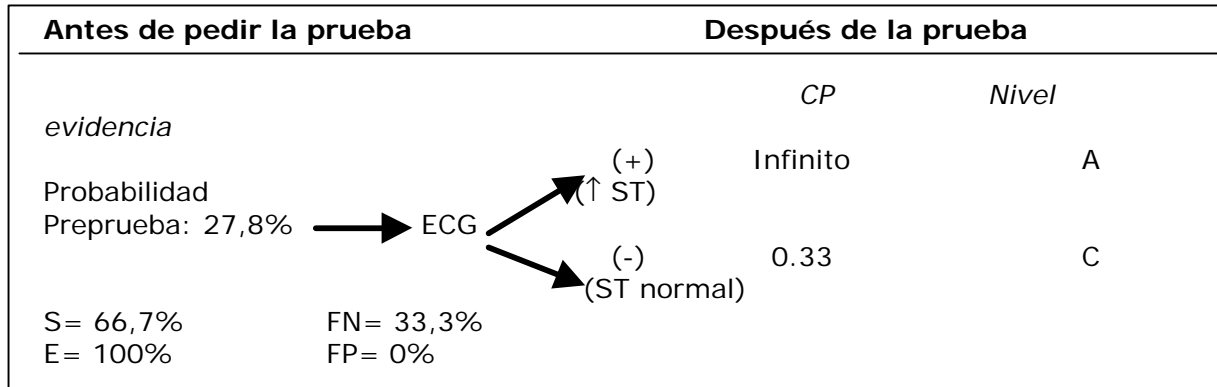 Antes de pedir la prueba Después de la prueba
CP Nivel
evidencia
(+) Infinito A
Probabilidad (↑ ST)
Preprueba: 27,8% ECG
(-) 0.33 C
(ST normal)
S= 66,7% FN= 33,3%
E= 100% FP= 0%